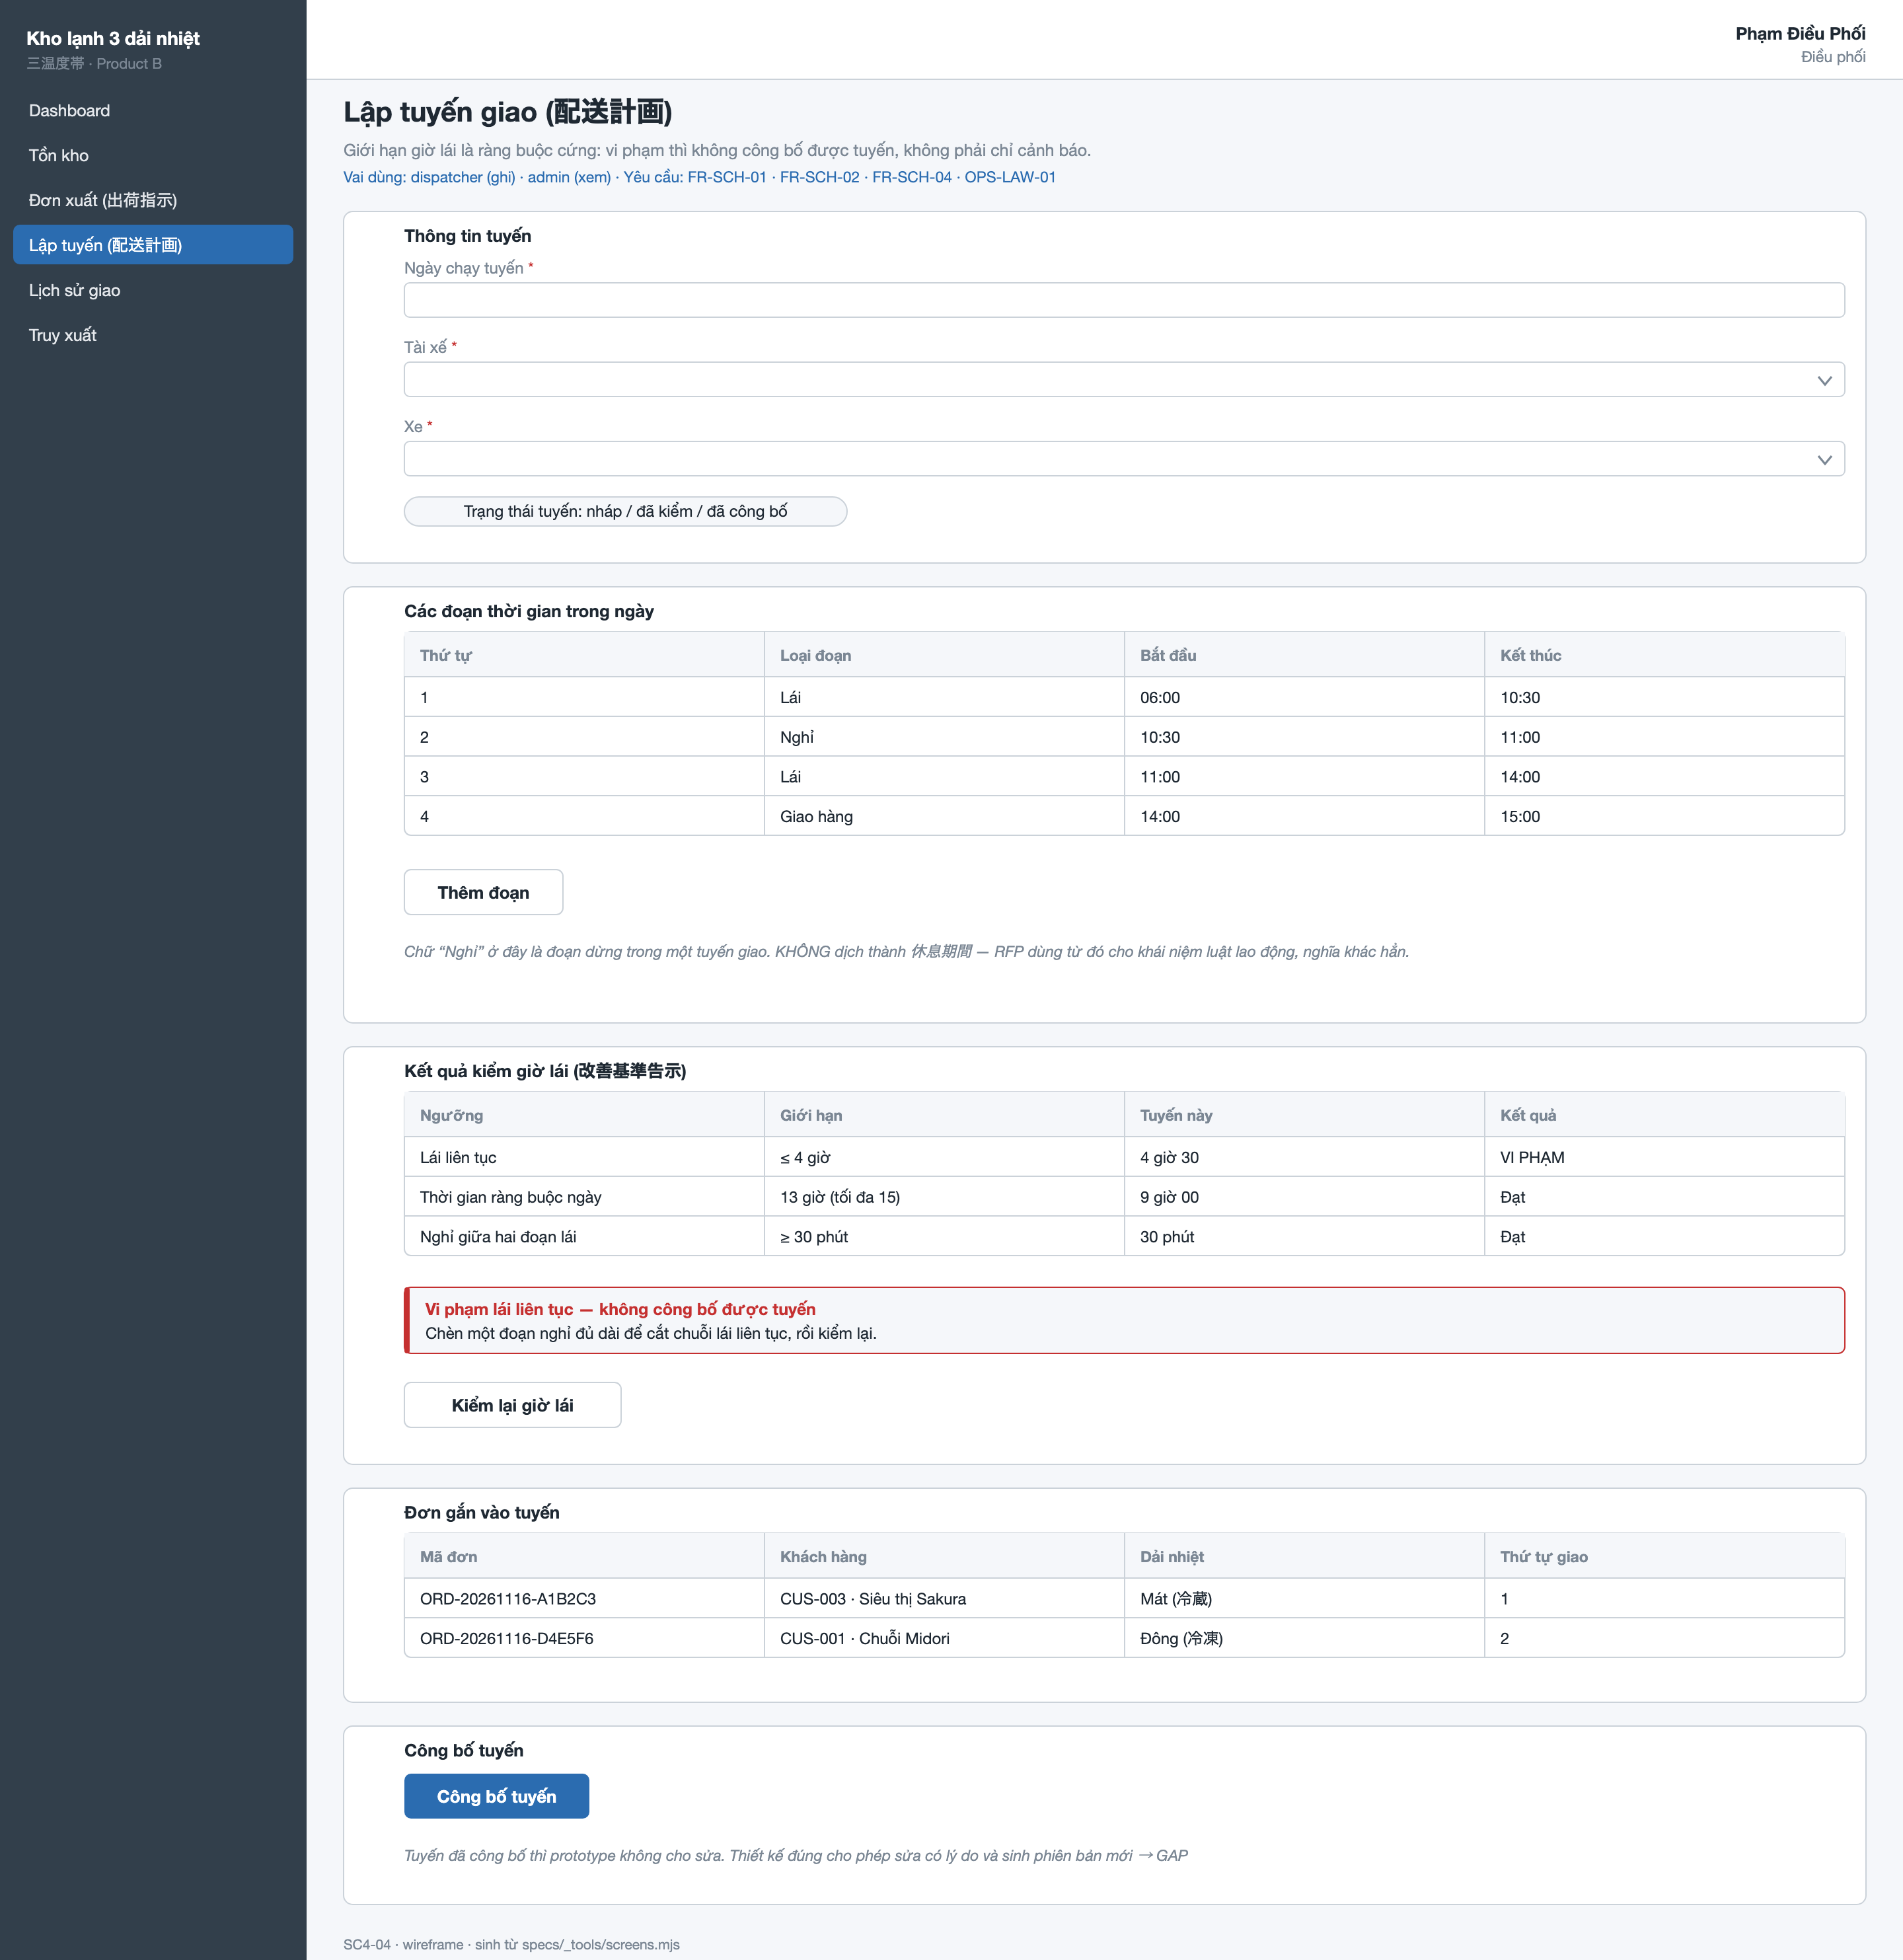 Kho lạnh 3 dải nhiệt
三温度帯 · Product B
Dashboard
Tồn kho
Đơn xuất (出荷指示)
Lập tuyến (配送計画)
Lịch sử giao
Truy xuất
Phạm Điều Phối
Điều phối
Lập tuyến giao (配送計画)
Giới hạn giờ lái là ràng buộc cứng: vi phạm thì không công bố được tuyến, không phải chỉ cảnh báo.
Vai dùng: dispatcher (ghi) · admin (xem) · Yêu cầu: FR-SCH-01 · FR-SCH-02 · FR-SCH-04 · OPS-LAW-01
Thông tin tuyến
Ngày chạy tuyến *
Tài xế *
Xe *
Trạng thái tuyến: nháp / đã kiểm / đã công bố
Các đoạn thời gian trong ngày
Thứ tự Loại đoạn Bắt đầu Kết thúc
1 Lái 06:00 10:30
2 Nghỉ 10:30 11:00
3 Lái 11:00 14:00
4 Giao hàng 14:00 15:00
Thêm đoạn
Chữ “Nghỉ” ở đây là đoạn dừng trong một tuyến giao. KHÔNG dịch thành 休息期間 — RFP dùng từ đó cho khái niệm luật lao động, nghĩa khác hẳn.
Kết quả kiểm giờ lái (改善基準告示)
Ngưỡng Giới hạn Tuyến này Kết quả
Lái liên tục ≤ 4 giờ 4 giờ 30 VI PHẠM
Thời gian ràng buộc ngày 13 giờ (tối đa 15) 9 giờ 00 Đạt
Nghỉ giữa hai đoạn lái ≥ 30 phút 30 phút Đạt
Vi phạm lái liên tục — không công bố được tuyến
Chèn một đoạn nghỉ đủ dài để cắt chuỗi lái liên tục, rồi kiểm lại.
Kiểm lại giờ lái
Đơn gắn vào tuyến
Mã đơn Khách hàng Dải nhiệt Thứ tự giao
ORD-20261116-A1B2C3 CUS-003 · Siêu thị Sakura Mát (冷蔵) 1
ORD-20261116-D4E5F6 CUS-001 · Chuỗi Midori Đông (冷凍) 2
Công bố tuyến
Công bố tuyến
Tuyến đã công bố thì prototype không cho sửa. Thiết kế đúng cho phép sửa có lý do và sinh phiên bản mới → GAP
SC4-04 · wireframe · sinh từ specs/_tools/screens.mjs